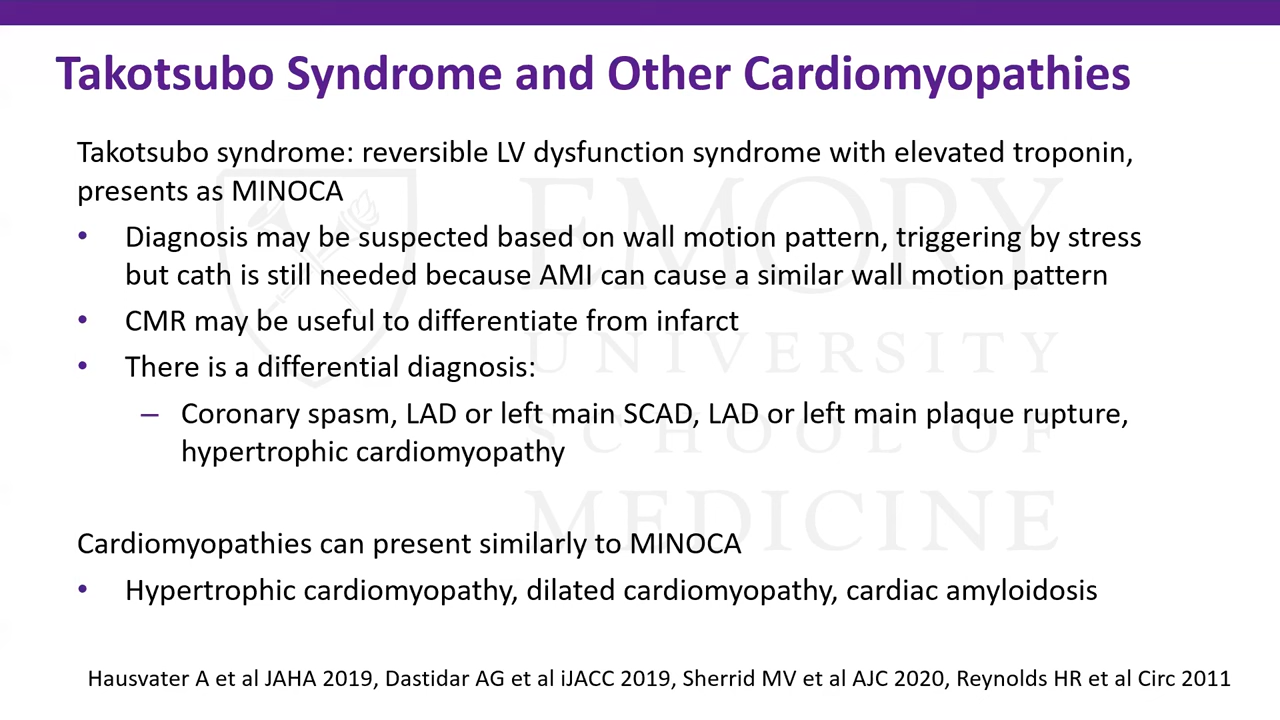 Takotsubo Syndrome and Other Cardiomyopathies
Takotsubo syndrome: reversible LV dysfunction syndrome with elevated troponin,
presents as MINOCA
• Diagnosis may be suspected based on wall motion pattern, triggering by stress
but cath is still needed because AMI can cause a similar wall motion pattern
• CMR may be useful to differentiate from infarct
• There is a differential diagnosis:
– Coronary spasm, LAD or left main SCAD, LAD or left main plaque rupture,
hypertrophic cardiomyopathy
Cardiomyopathies can present similarly to MINOCA
• Hypertrophic cardiomyopathy, dilated cardiomyopathy, cardiac amyloidosis
Hausvater A et al JAHA 2019, Dastidar AG et al iJACC 2019, Sherrid MV et al AJC 2020, Reynolds HR et al Circ 2011
EMORY
UNIVERSITY
SCHOOL OF
MEDICINE